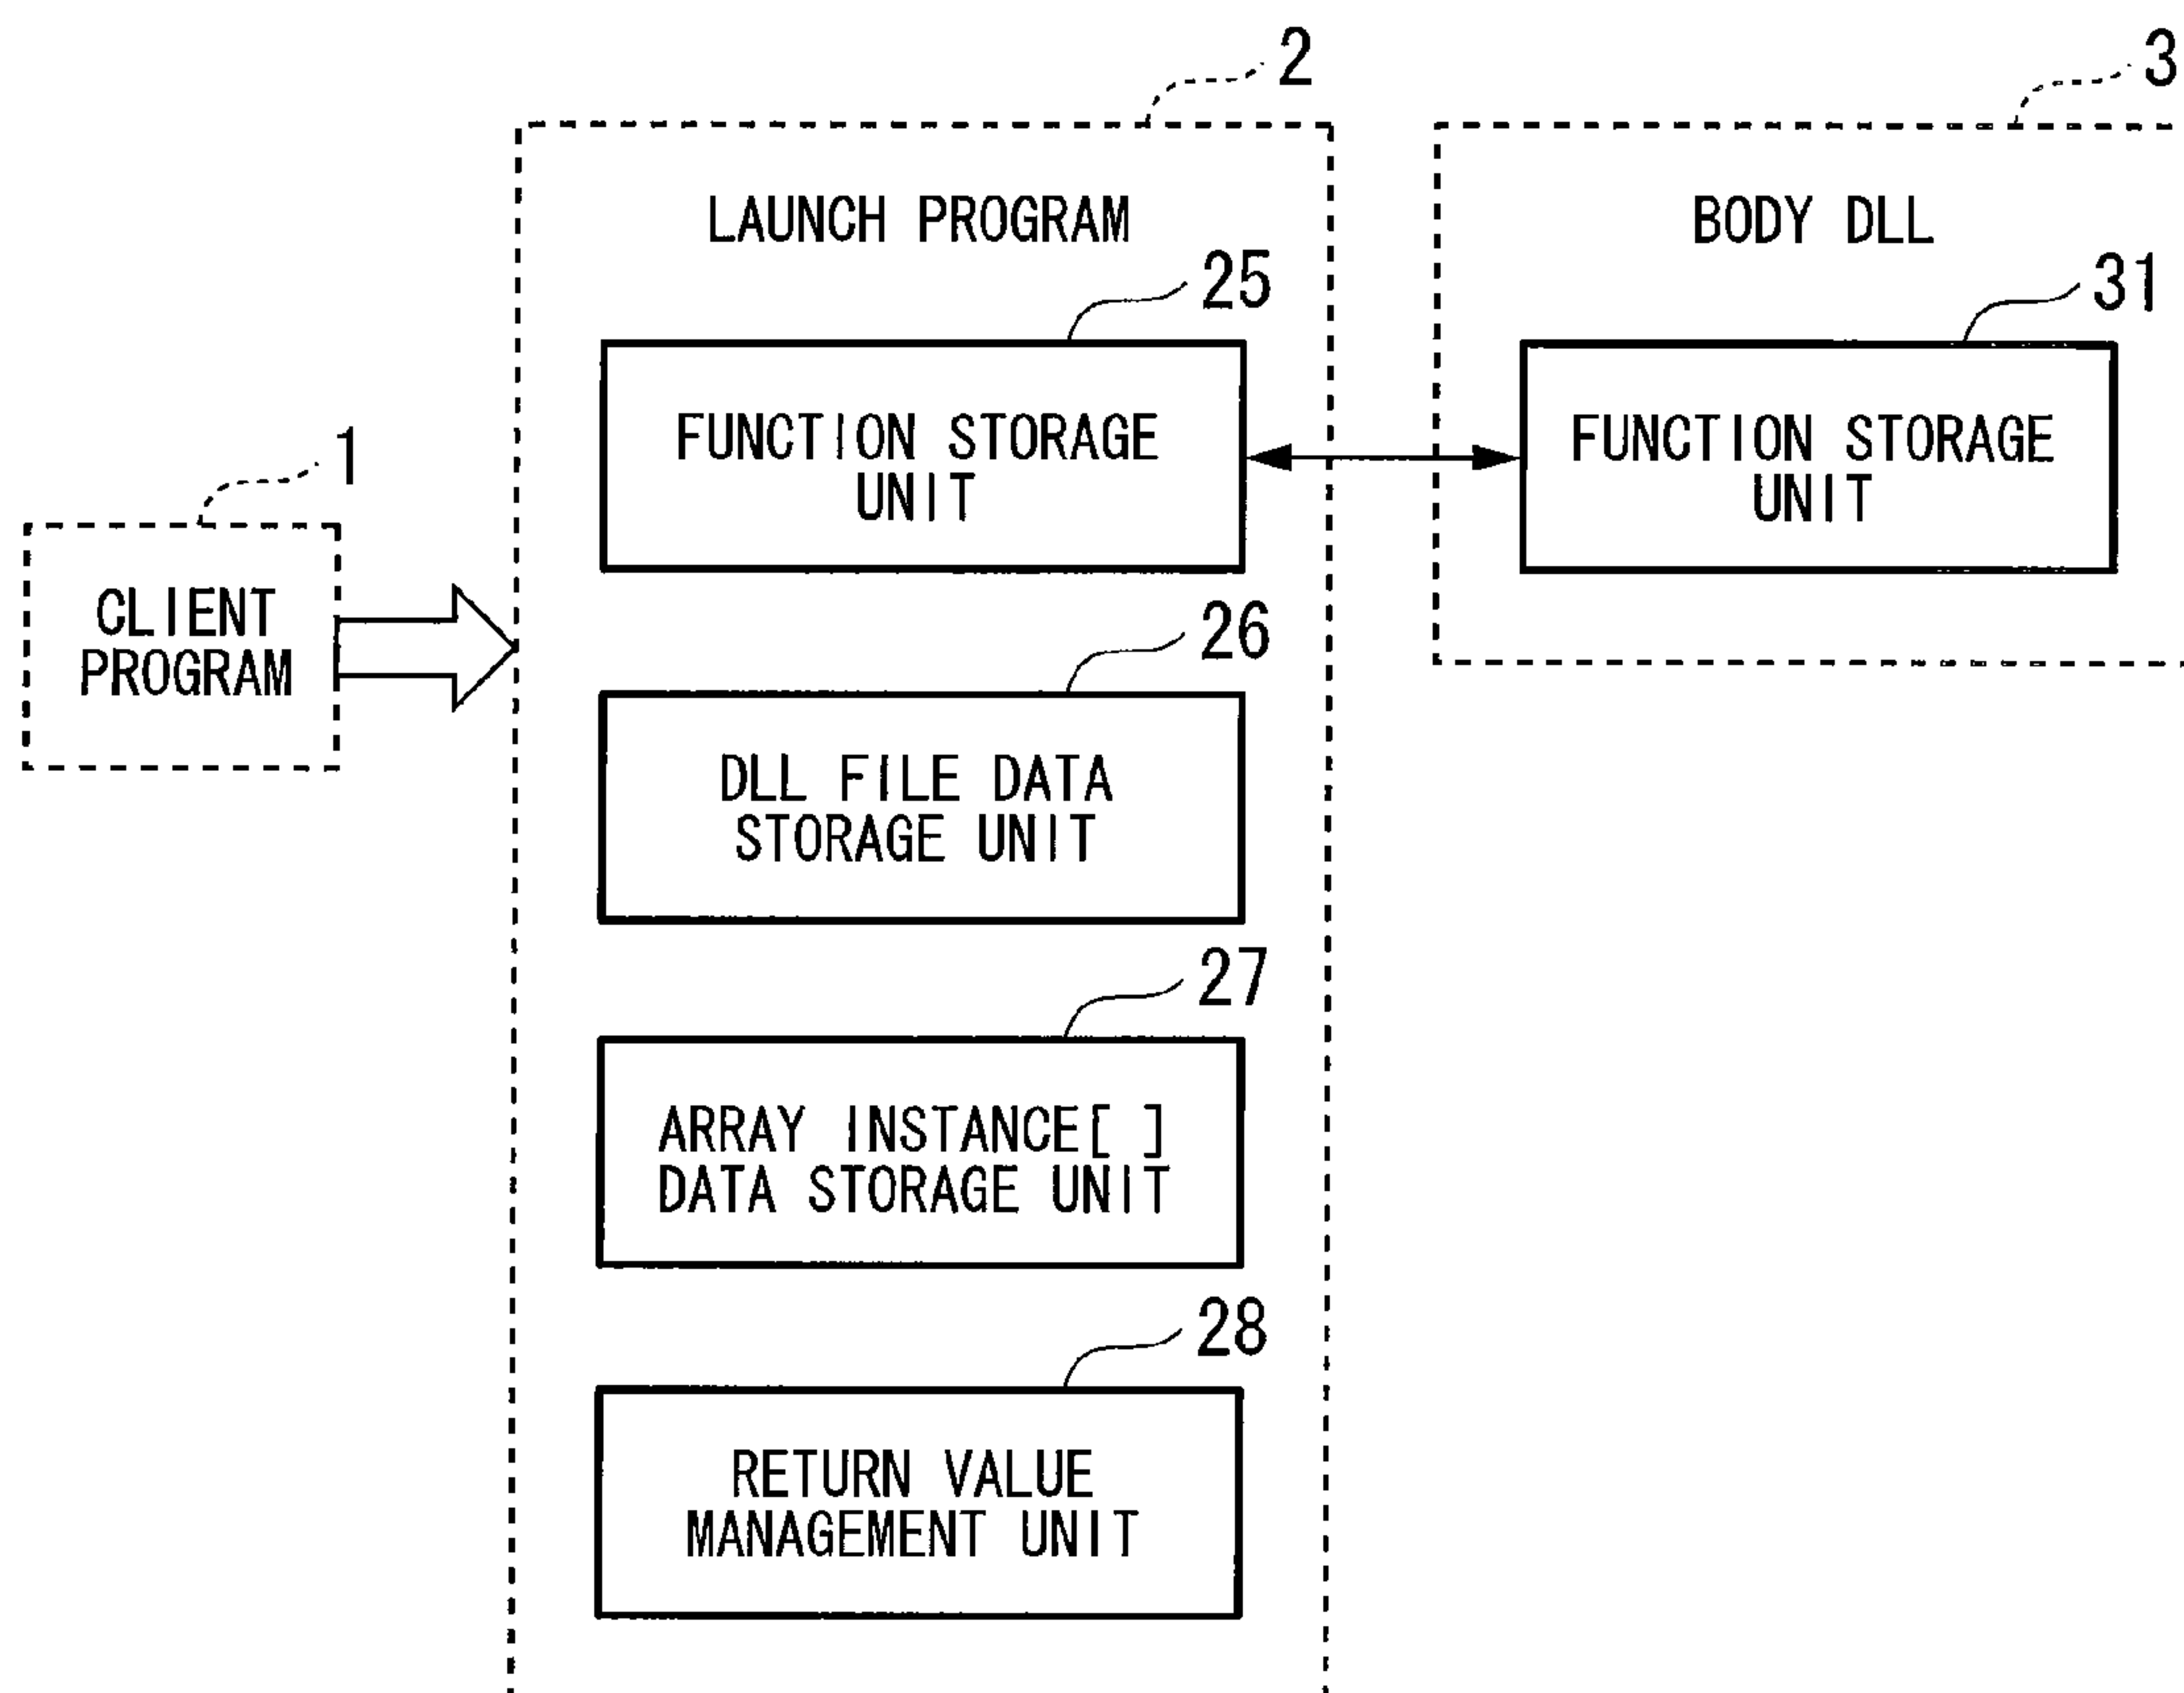 2
3
LAUNCH PROGRAM
BODY DLL
25
31
FUNCTION STORAGE
UNIT
FUNCTION STORAGE
UNIT
1
CLIENT
PROGRAM
26
DLL FILE DATA
STORAGE UNIT
27
ARRAY INSTANCE[ ]
DATA STORAGE UNIT
28
RETURN VALUE
MANAGEMENT UNIT